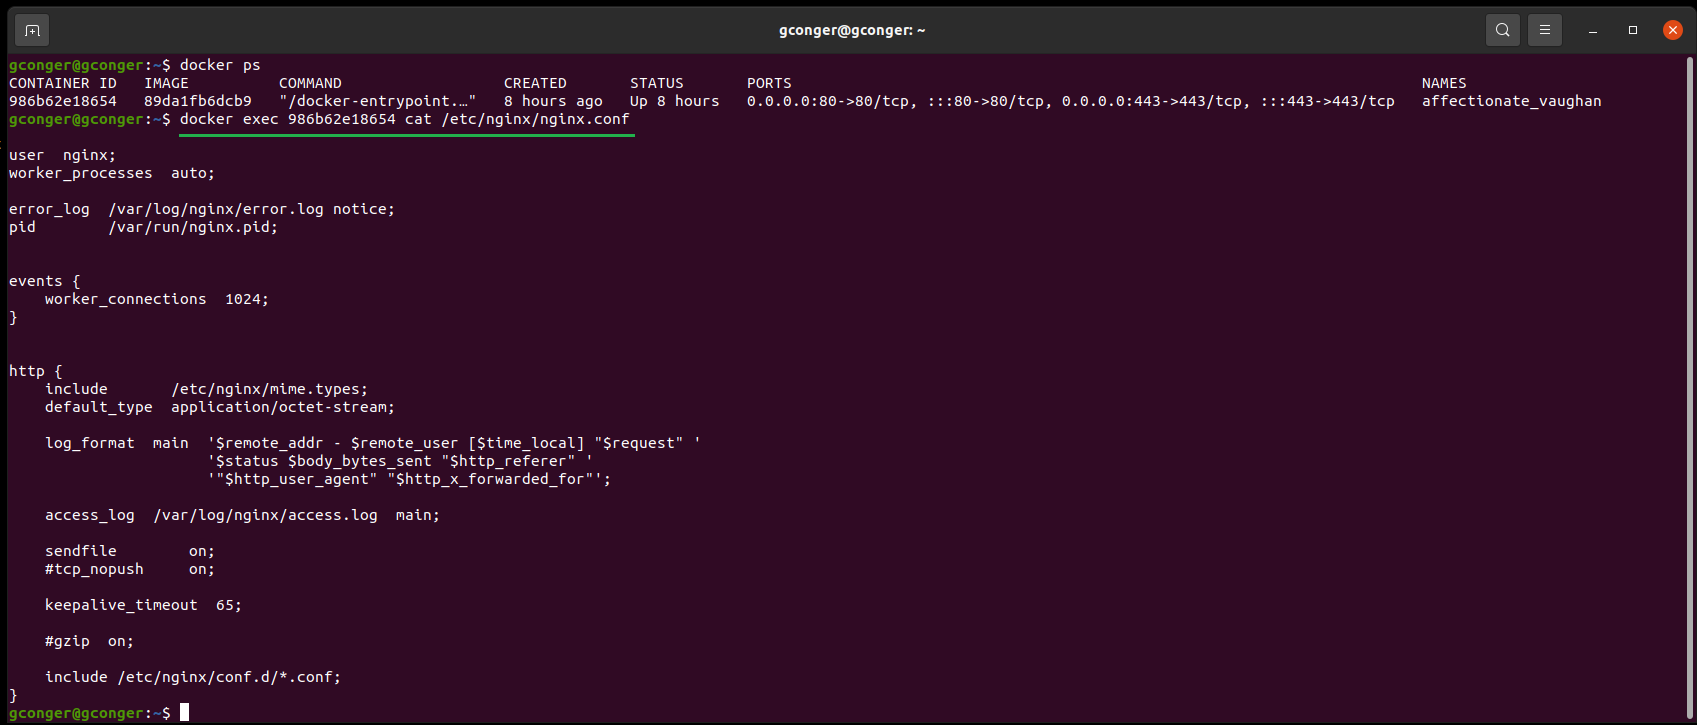 gconger@gconger: ~
gconger@gconger:~$ docker ps
CONTAINER ID   IMAGE          COMMAND                  CREATED       STATUS       PORTS                                                                      NAMES
986b62e18654   89da1fb6dcb9   "/docker-entrypoint.…"   8 hours ago   Up 8 hours   0.0.0.0:80->80/tcp, :::80->80/tcp, 0.0.0.0:443->443/tcp, :::443->443/tcp   affectionate_vaughan
gconger@gconger:~$ docker exec 986b62e18654 cat /etc/nginx/nginx.conf
user  nginx;
worker_processes  auto;
error_log  /var/log/nginx/error.log notice;
pid        /var/run/nginx.pid;
events {
    worker_connections  1024;
}
http {
    include       /etc/nginx/mime.types;
    default_type  application/octet-stream;
    log_format  main  '$remote_addr - $remote_user [$time_local] "$request" '
                      '$status $body_bytes_sent "$http_referer" '
                      '"$http_user_agent" "$http_x_forwarded_for"';
    access_log  /var/log/nginx/access.log  main;
    sendfile        on;
    #tcp_nopush     on;
    keepalive_timeout  65;
    #gzip  on;
    include /etc/nginx/conf.d/*.conf;
}
gconger@gconger:~$